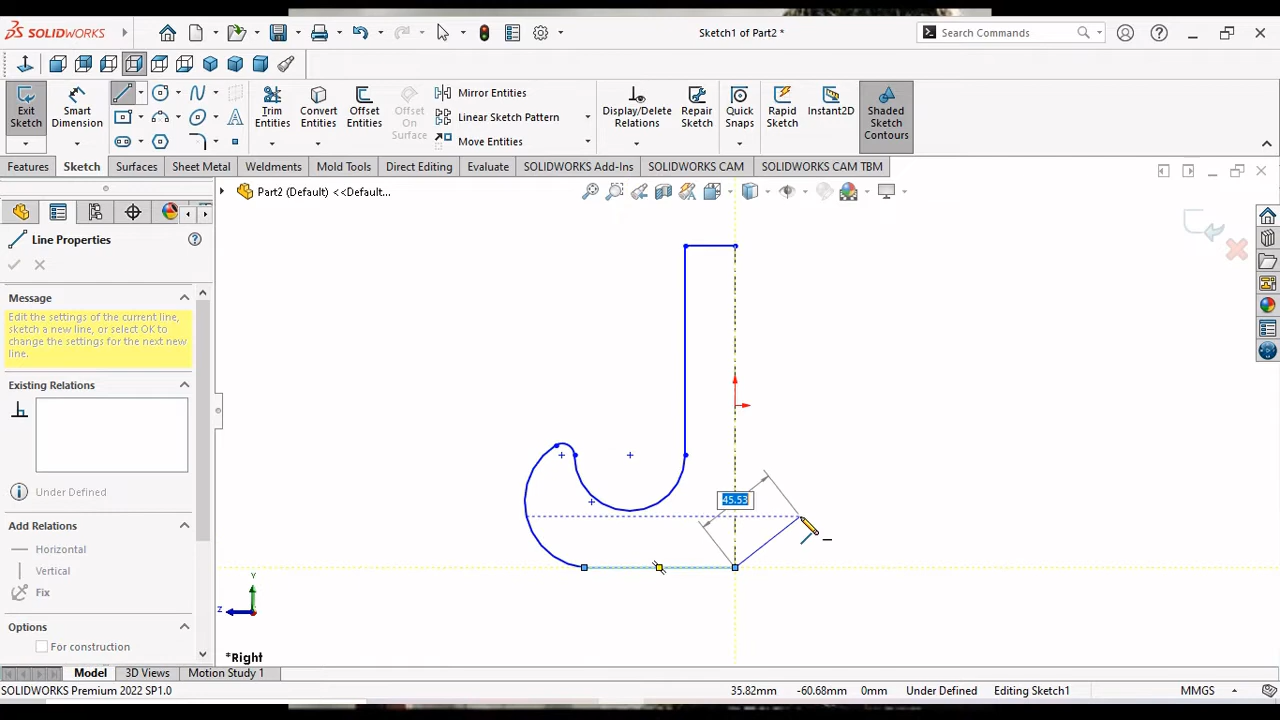 SOLIDWORKS
Sketch1 of Part2 *
Search Commands
Exit Sketch
Smart Dimension
Trim Entities
Convert Entities
Offset Entities
Offset On Surface
Mirror Entities
Linear Sketch Pattern
Move Entities
Display/Delete Relations
Repair Sketch
Quick Snaps
Rapid Sketch
Instant2D
Shaded Sketch Contours
Features
Sketch
Surfaces
Sheet Metal
Weldments
Mold Tools
Direct Editing
Evaluate
SOLIDWORKS Add-Ins
SOLIDWORKS CAM
SOLIDWORKS CAM TBM
Part2 (Default) <<Default...
Line Properties
Message
Edit the settings of the current line,
sketch a new line, or select OK to
change the settings for the next new
line.
Existing Relations
Under Defined
Add Relations
Horizontal
Vertical
Fix
Options
For construction
45.53
Y
Z
*Right
Model
3D Views
Motion Study 1
SOLIDWORKS Premium 2022 SP1.0
35.82mm
-60.68mm
0mm
Under Defined
Editing Sketch1
MMGS